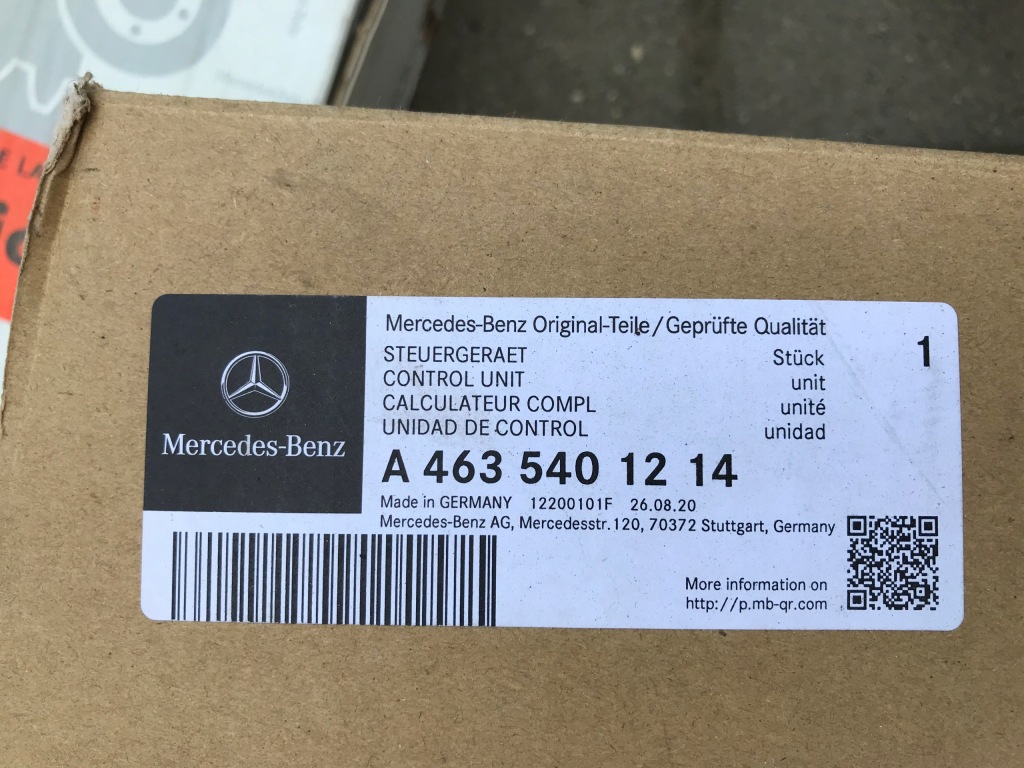 E LA
ic
Mercedes-Benz
Mercedes-Benz Original-Teile/Geprüfte Qualität
STEUERGERAET Stück 1
CONTROL UNIT unit
CALCULATEUR COMPL unité
UNIDAD DE CONTROL unidad
A 463 540 12 14
Made in GERMANY 12200101F 26.08.20
Mercedes-Benz AG, Mercedesstr.120, 70372 Stuttgart, Germany
More information on
http://p.mb-qr.com